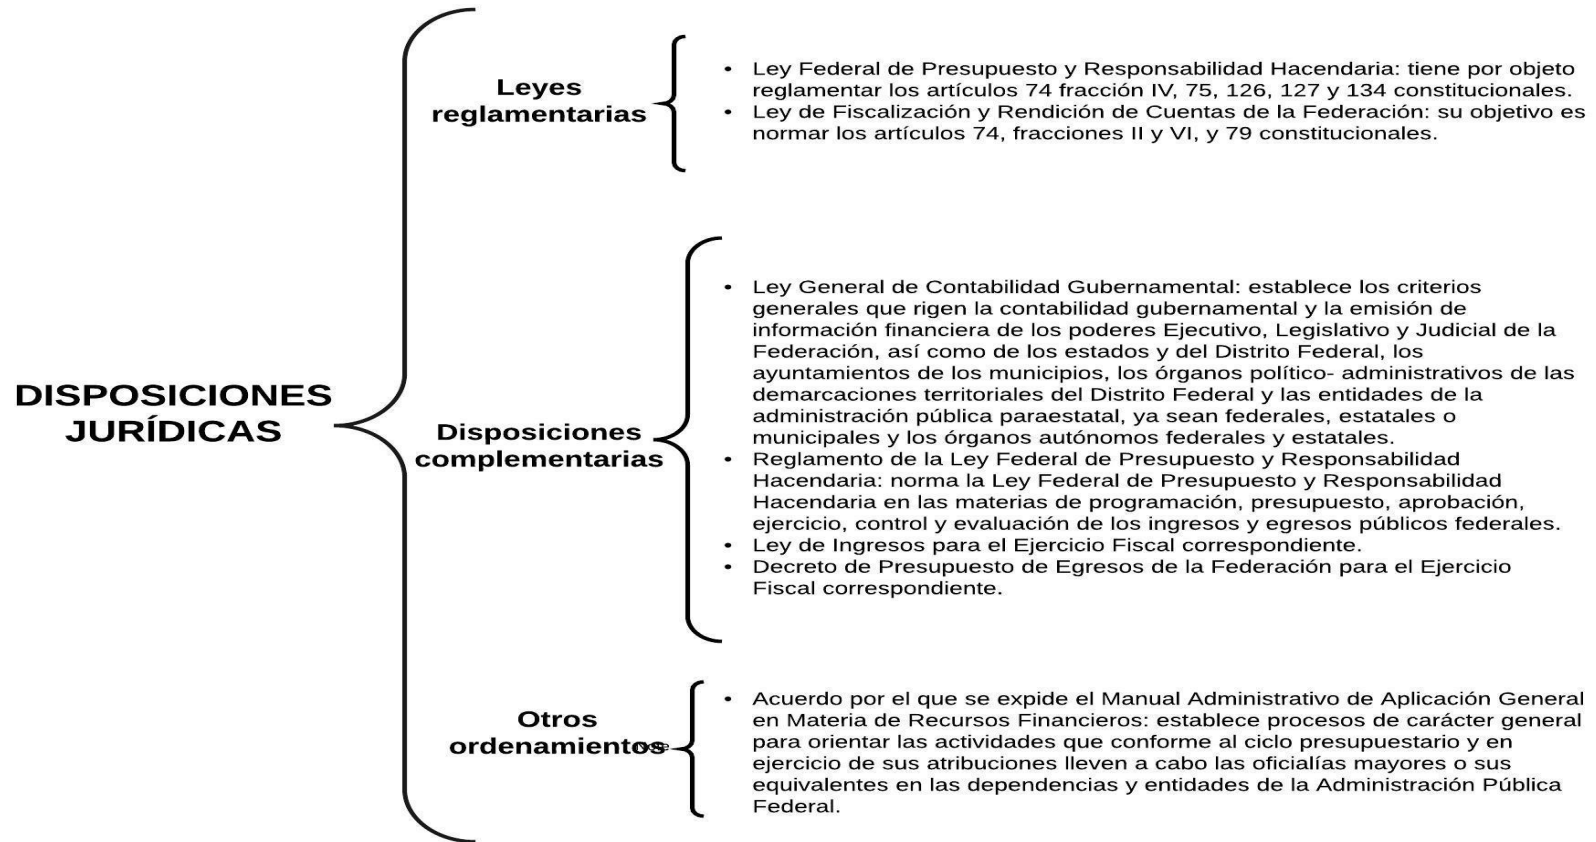 DISPOSICIONES
JURÍDICAS
Leyes
reglamentarias
• Ley Federal de Presupuesto y Responsabilidad Hacendaria: tiene por objeto
reglamentar los artículos 74 fracción IV, 75, 126, 127 y 134 constitucionales.
• Ley de Fiscalización y Rendición de Cuentas de la Federación: su objetivo es
normar los artículos 74, fracciones II y VI, y 79 constitucionales.
Disposiciones
complementarias
• Ley General de Contabilidad Gubernamental: establece los criterios
generales que rigen la contabilidad gubernamental y la emisión de
información financiera de los poderes Ejecutivo, Legislativo y Judicial de la
Federación, así como de los estados y del Distrito Federal, los
ayuntamientos de los municipios, los órganos político- administrativos de las
demarcaciones territoriales del Distrito Federal y las entidades de la
administración pública paraestatal, ya sean federales, estatales o
municipales y los órganos autónomos federales y estatales.
• Reglamento de la Ley Federal de Presupuesto y Responsabilidad
Hacendaria: norma la Ley Federal de Presupuesto y Responsabilidad
Hacendaria en las materias de programación, presupuesto, aprobación,
ejercicio, control y evaluación de los ingresos y egresos públicos federales.
• Ley de Ingresos para el Ejercicio Fiscal correspondiente.
• Decreto de Presupuesto de Egresos de la Federación para el Ejercicio
Fiscal correspondiente.
Otros
ordenamientos
Note
• Acuerdo por el que se expide el Manual Administrativo de Aplicación General
en Materia de Recursos Financieros: establece procesos de carácter general
para orientar las actividades que conforme al ciclo presupuestario y en
ejercicio de sus atribuciones lleven a cabo las oficialías mayores o sus
equivalentes en las dependencias y entidades de la Administración Pública
Federal.